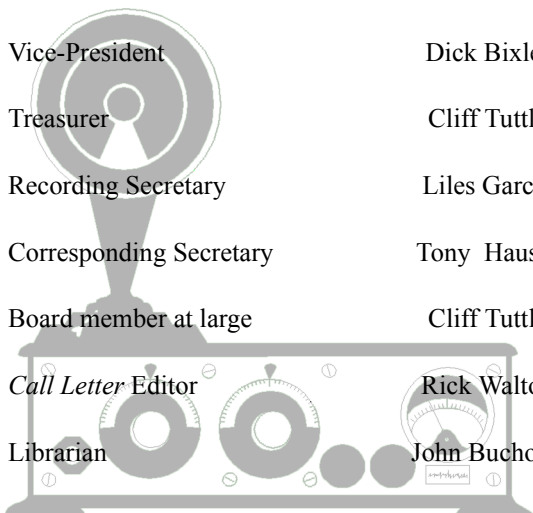 Vice-President Dick Bixle
Treasurer Cliff Tuttl
Recording Secretary Liles Garc
Corresponding Secretary Tony Haus
Board member at large Cliff Tuttl
Call Letter Editor Rick Walto
Librarian John Bucho